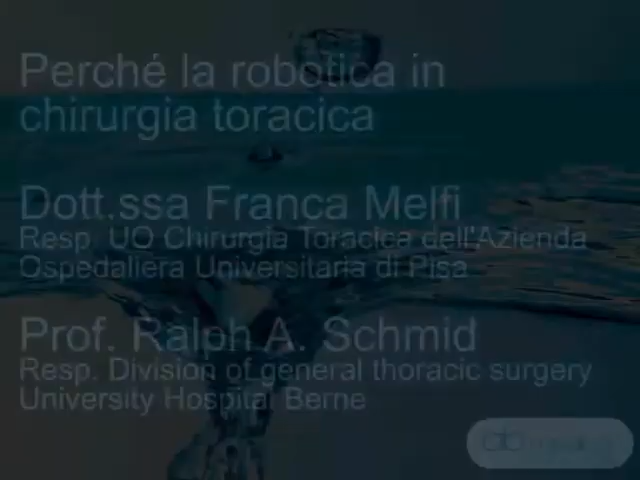 Perché la robotica in
chirurgia toracica
Dott.ssa Franca Melfi
Resp. UO Chirurgia Toracica dell'Azienda
Ospedaliera Universitaria di Pisa
Prof. Ralph A. Schmid
Resp. Division of general thoracic surgery
University Hospital Berne